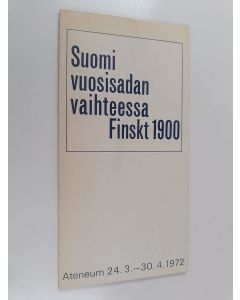 Suomi
vuosisadan
vaihteessa
Finskt 1900
Ateneum 24.3.—30.4.1972